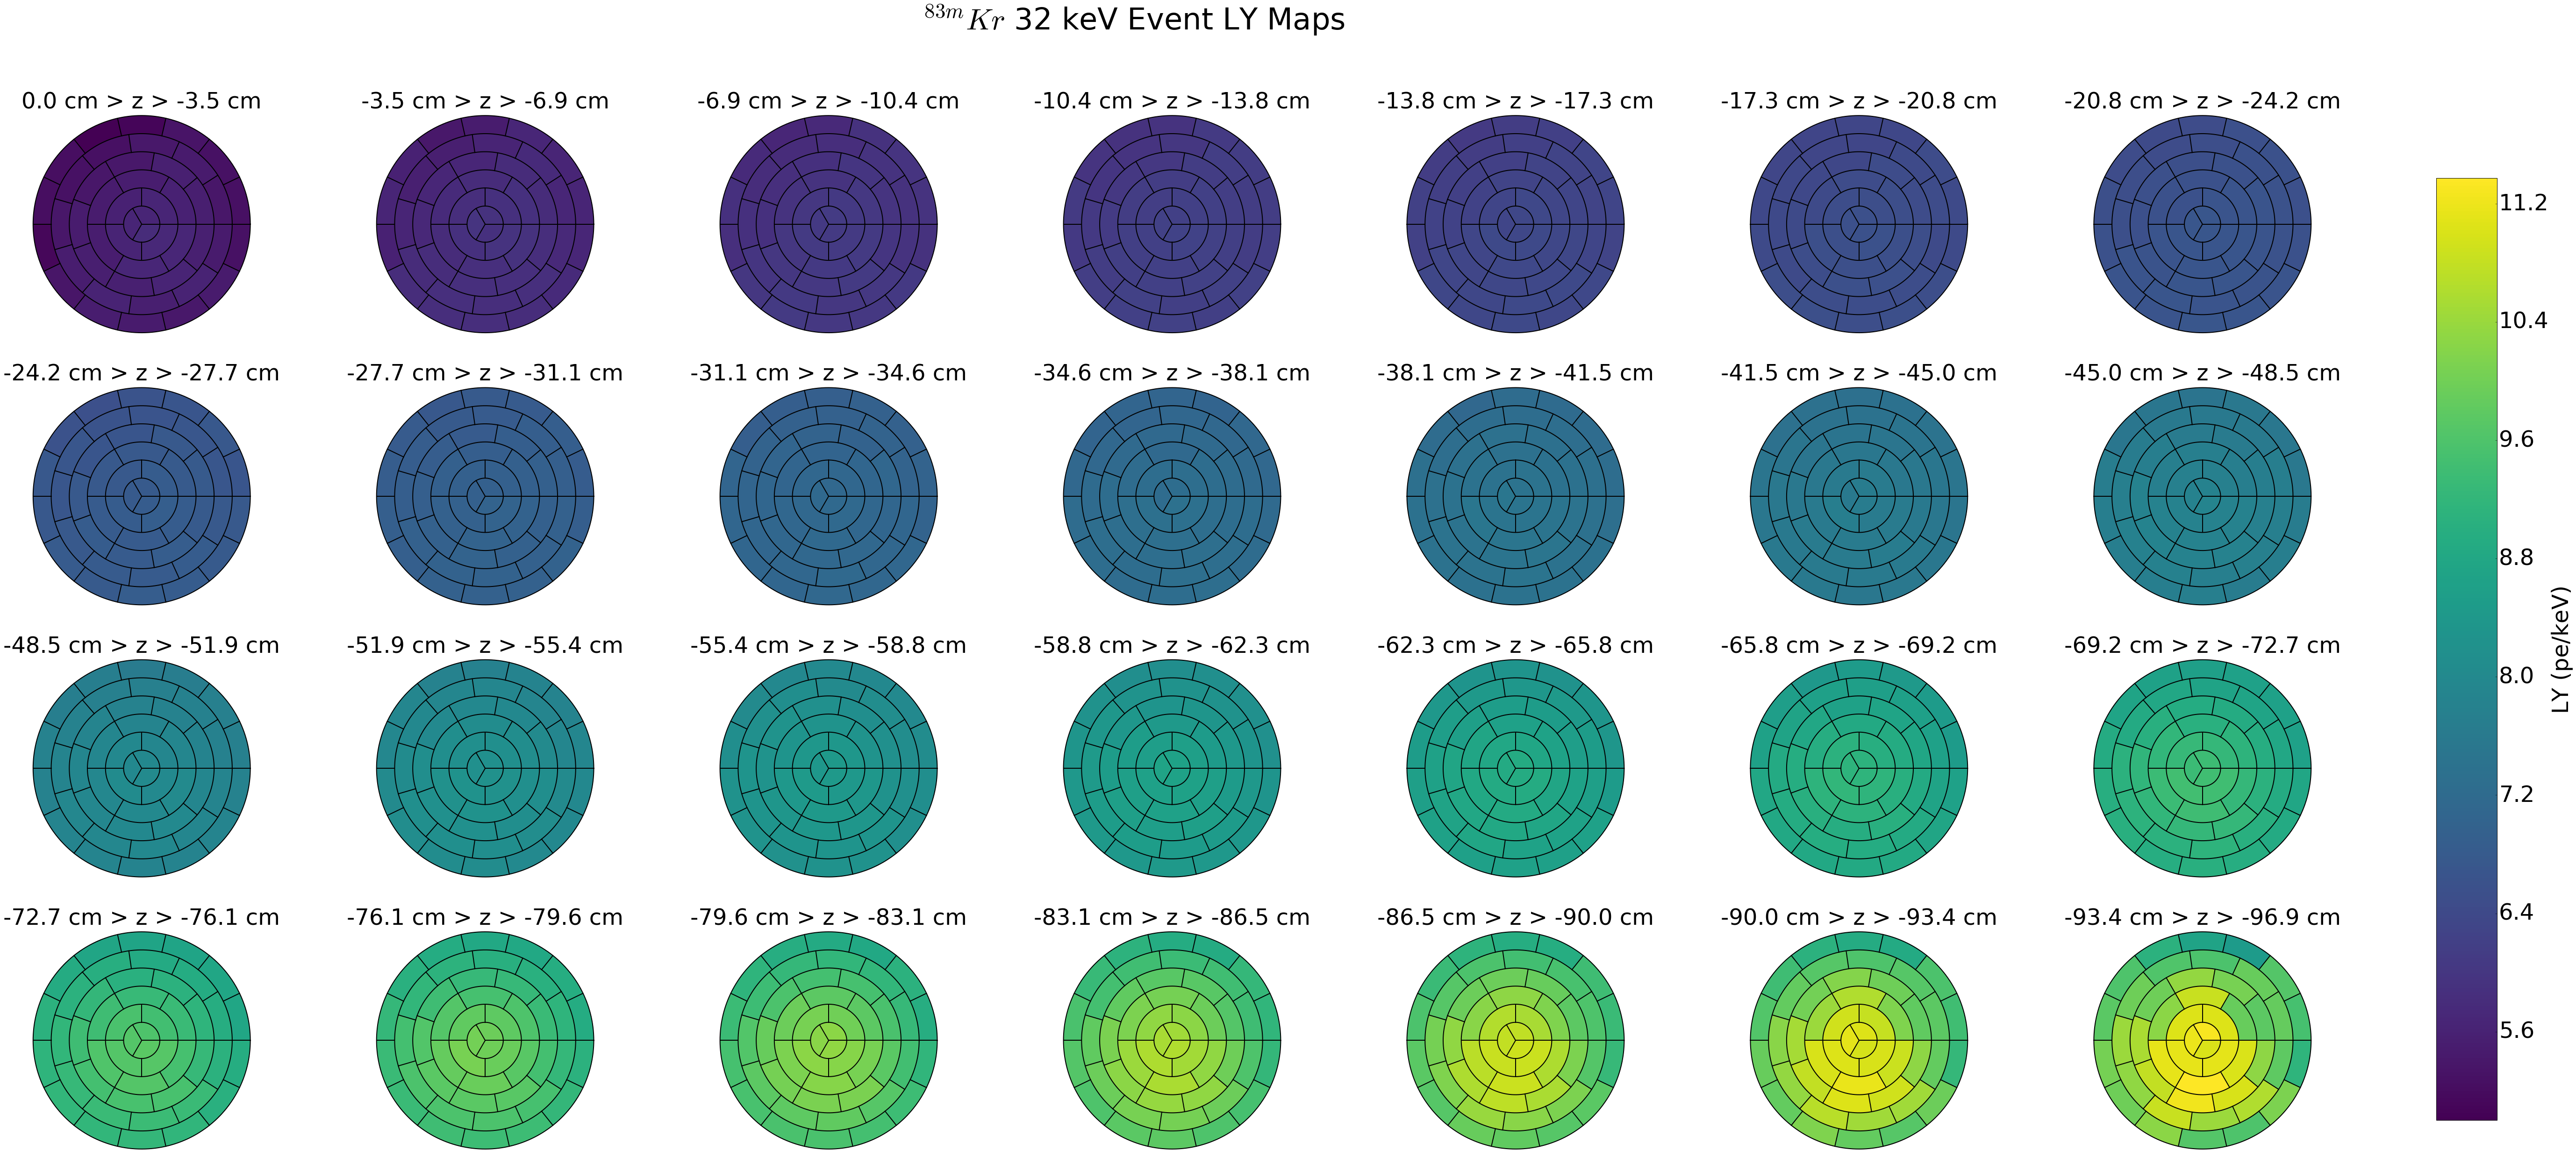 83mKr 32 keV Event LY Maps
0.0 cm > z > -3.5 cm
-3.5 cm > z > -6.9 cm
-6.9 cm > z > -10.4 cm
-10.4 cm > z > -13.8 cm
-13.8 cm > z > -17.3 cm
-17.3 cm > z > -20.8 cm
-20.8 cm > z > -24.2 cm
-24.2 cm > z > -27.7 cm
-27.7 cm > z > -31.1 cm
-31.1 cm > z > -34.6 cm
-34.6 cm > z > -38.1 cm
-38.1 cm > z > -41.5 cm
-41.5 cm > z > -45.0 cm
-45.0 cm > z > -48.5 cm
-48.5 cm > z > -51.9 cm
-51.9 cm > z > -55.4 cm
-55.4 cm > z > -58.8 cm
-58.8 cm > z > -62.3 cm
-62.3 cm > z > -65.8 cm
-65.8 cm > z > -69.2 cm
-69.2 cm > z > -72.7 cm
-72.7 cm > z > -76.1 cm
-76.1 cm > z > -79.6 cm
-79.6 cm > z > -83.1 cm
-83.1 cm > z > -86.5 cm
-86.5 cm > z > -90.0 cm
-90.0 cm > z > -93.4 cm
-93.4 cm > z > -96.9 cm
11.2
10.4
9.6
8.8
8.0
7.2
6.4
5.6
LY (pe/keV)